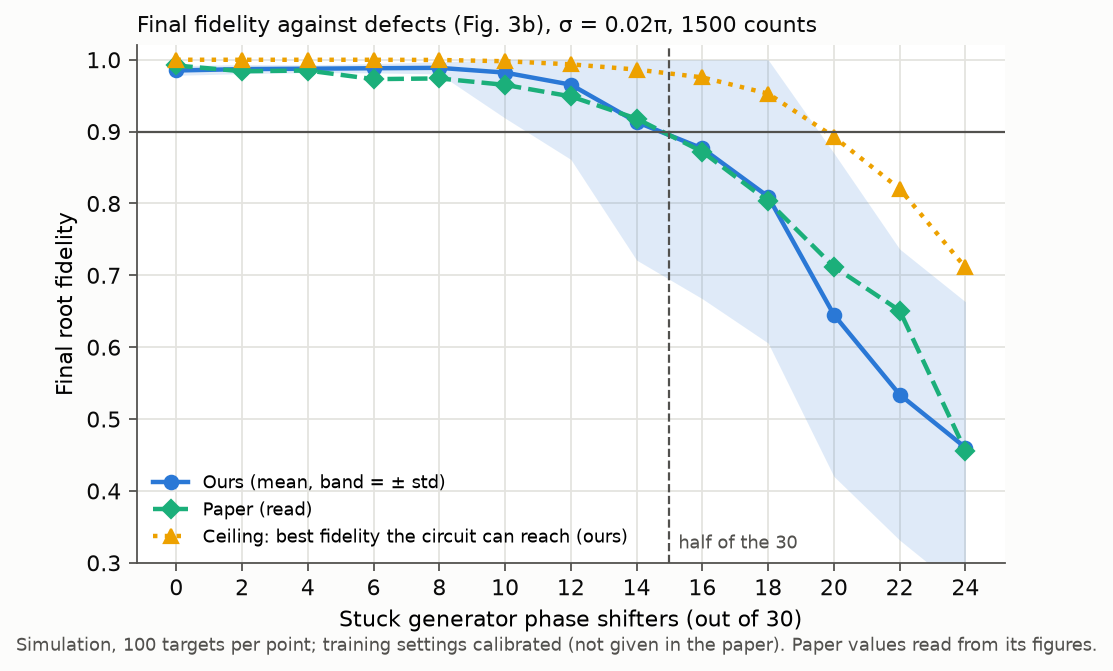 Final fidelity against defects (Fig. 3b), σ = 0.02π, 1500 counts
1.0
0.9
0.8
0.7
0.6
0.5
0.4
0.3
Final root fidelity
Ours (mean, band = ± std)
Paper (read)
Ceiling: best fidelity the circuit can reach (ours)
half of the 30
0 2 4 6 8 10 12 14 16 18 20 22 24
Stuck generator phase shifters (out of 30)
Simulation, 100 targets per point; training settings calibrated (not given in the paper). Paper values read from its figures.